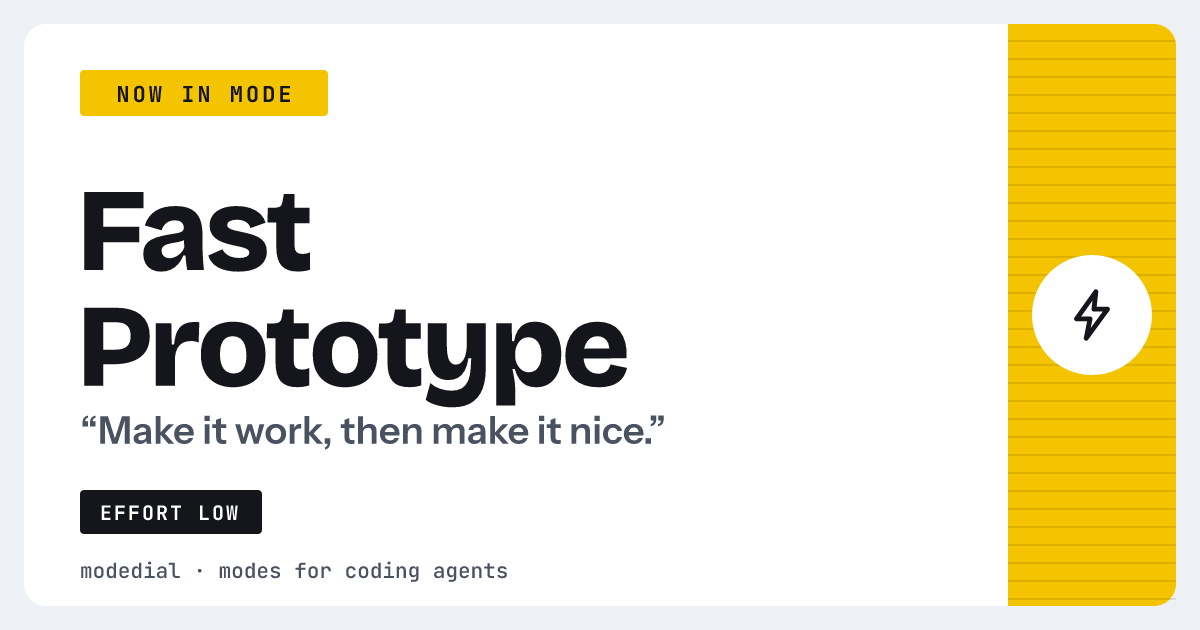 NOW IN MODE
Fast
Prototype
“Make it work, then make it nice.”
EFFORT LOW
modedial · modes for coding agents